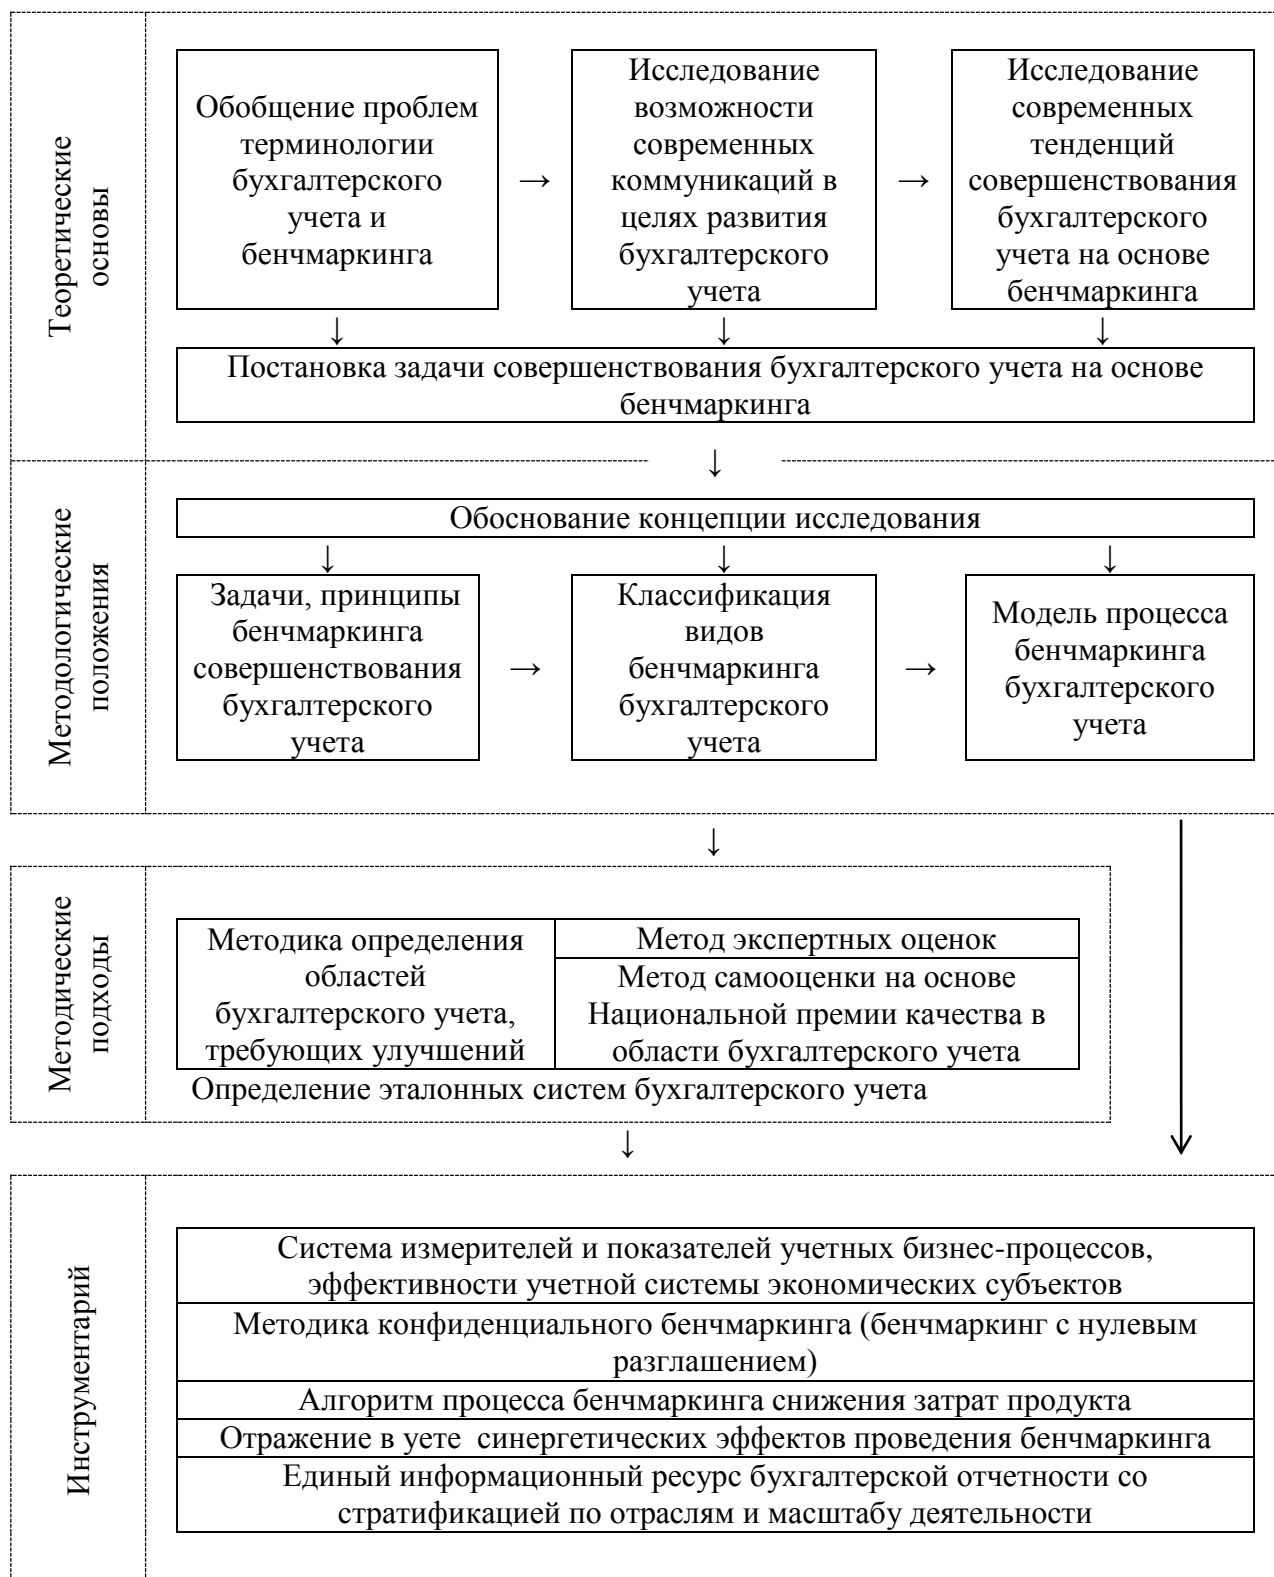 Теоретические
основы
Обобщение проблем
терминологии
бухгалтерского
учета и
бенчмаркинга
→
Исследование
возможности
современных
коммуникаций в
целях развития
бухгалтерского
учета
→
Исследование
современных
тенденций
совершенствования
бухгалтерского
учета на основе
бенчмаркинга
↓ ↓ ↓
Постановка задачи совершенствования бухгалтерского учета на основе
бенчмаркинга
↓
Методологические
положения
Обоснование концепции исследования
↓ ↓ ↓
Задачи, принципы
бенчмаркинга
совершенствования
бухгалтерского
учета
→
Классификация
видов
бенчмаркинга
бухгалтерского
учета
→
Модель процесса
бенчмаркинга
бухгалтерского
учета
↓
Методические
подходы
Методика определения
областей
бухгалтерского учета,
требующих улучшений
Метод экспертных оценок
Метод самооценки на основе
Национальной премии качества в
области бухгалтерского учета
Определение эталонных систем бухгалтерского учета
↓
Инструментарий
Система измерителей и показателей учетных бизнес-процессов,
эффективности учетной системы экономических субъектов
Методика конфиденциального бенчмаркинга (бенчмаркинг с нулевым
разглашением)
Алгоритм процесса бенчмаркинга снижения затрат продукта
Отражение в уете синергетических эффектов проведения бенчмаркинга
Единый информационный ресурс бухгалтерской отчетности со
стратификацией по отраслям и масштабу деятельности